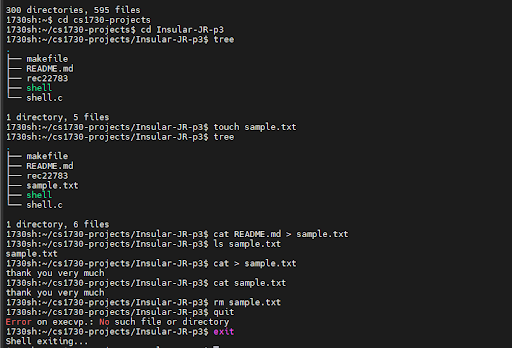 300 directories, 595 files
1730sh:~$ cd cs1730-projects
1730sh:~/cs1730-projects$ cd Insular-JR-p3
1730sh:~/cs1730-projects/Insular-JR-p3$ tree
.
├── makefile
├── README.md
├── rec22783
├── shell
└── shell.c
1 directory, 5 files
1730sh:~/cs1730-projects/Insular-JR-p3$ touch sample.txt
1730sh:~/cs1730-projects/Insular-JR-p3$ tree
.
├── makefile
├── README.md
├── rec22783
├── sample.txt
├── shell
└── shell.c
1 directory, 6 files
1730sh:~/cs1730-projects/Insular-JR-p3$ cat README.md > sample.txt
1730sh:~/cs1730-projects/Insular-JR-p3$ ls sample.txt
sample.txt
1730sh:~/cs1730-projects/Insular-JR-p3$ cat > sample.txt
thank you very much
1730sh:~/cs1730-projects/Insular-JR-p3$ cat sample.txt
thank you very much
1730sh:~/cs1730-projects/Insular-JR-p3$ rm sample.txt
1730sh:~/cs1730-projects/Insular-JR-p3$ quit
Error on execvp.: No such file or directory
1730sh:~/cs1730-projects/Insular-JR-p3$ exit
Shell exiting...